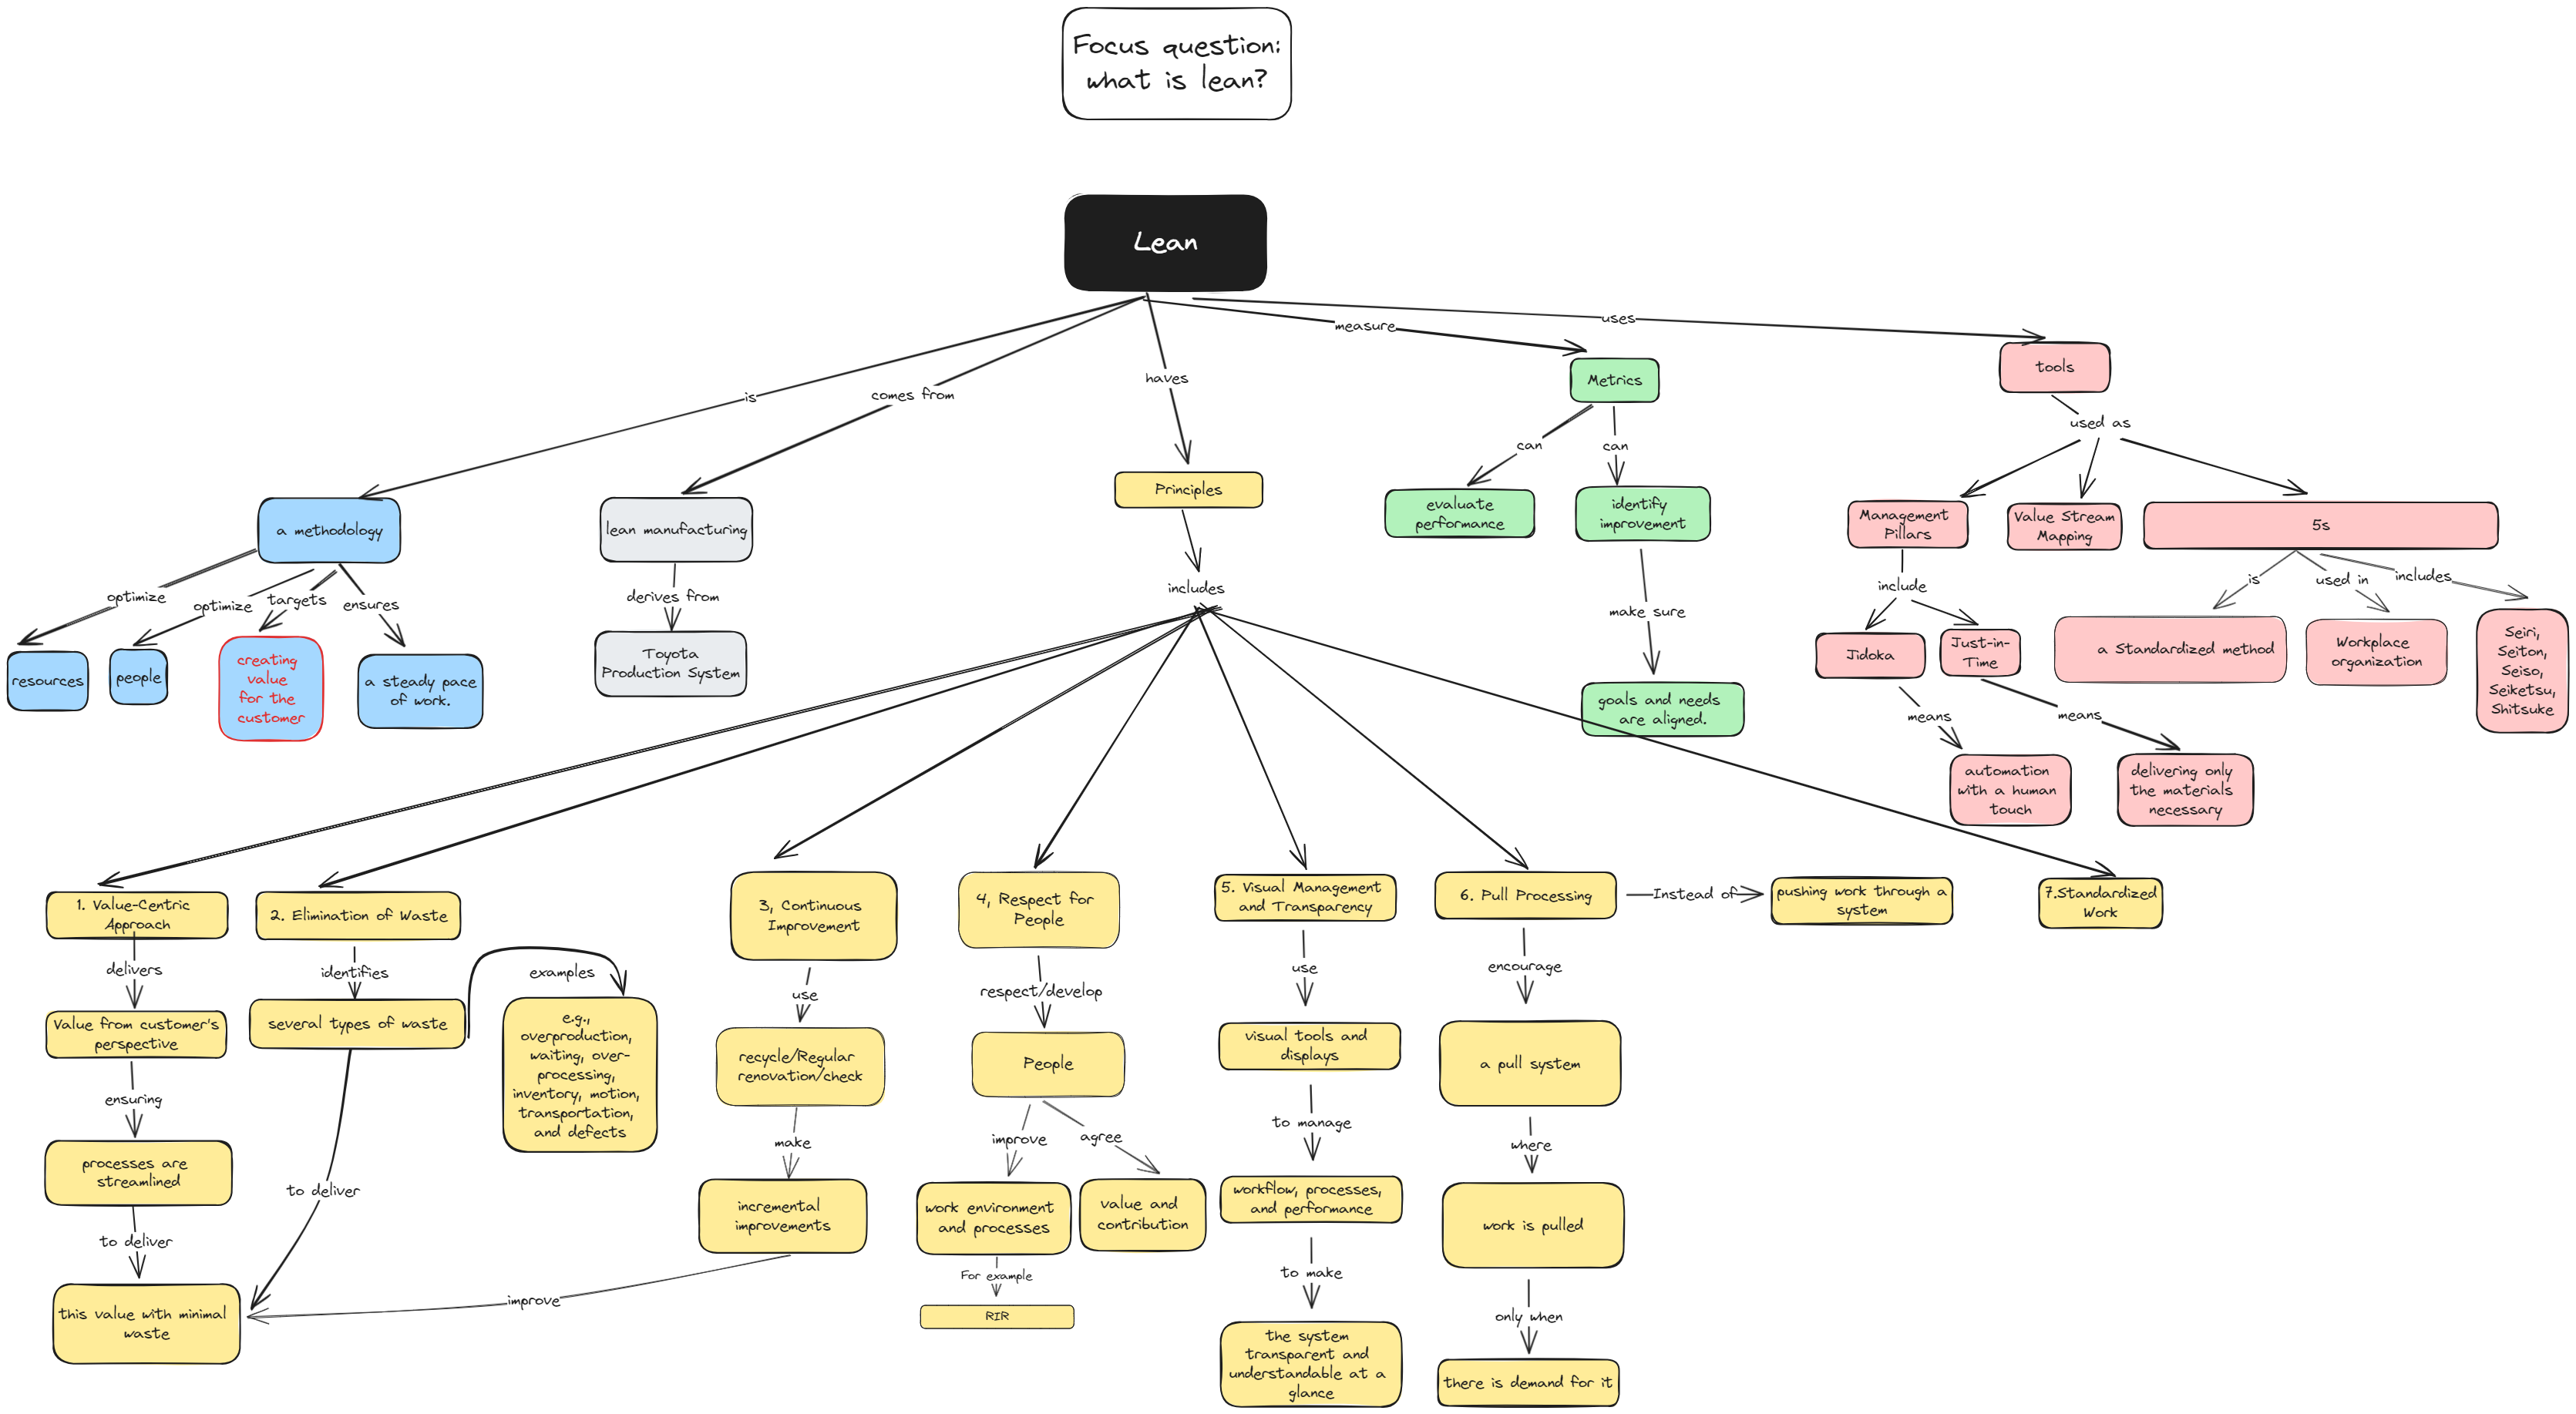 Focus question:
what is lean?
Lean
is
comes from
haves
measure
uses
a methodology
optimize
optimize
targets
ensures
resources
people
creating
value
for the
customer
a steady pace
of work.
lean manufacturing
derives from
Toyota
Production System
Principles
includes
Metrics
can
can
evaluate
performance
identify
improvement
make sure
goals and needs
are aligned.
tools
used as
Management
Pillars
Value Stream
Mapping
5s
include
Jidoka
Just-in-
Time
means
means
automation
with a human
touch
delivering only
the materials
necessary
is
used in
includes
a Standardized method
Workplace
organization
Seiri,
Seiton,
Seiso,
Seiketsu,
Shitsuke
1. Value-Centric
Approach
delivers
Value from customer's
perspective
ensuring
processes are
streamlined
to deliver
this value with minimal
waste
2. Elimination of Waste
identifies
several types of waste
examples
e.g.,
overproduction,
waiting, over-
processing,
inventory, motion,
transportation,
and defects
to deliver
3, Continuous
Improvement
use
recycle/Regular
renovation/check
make
incremental
improvements
improve
4, Respect for
People
respect/develop
People
improve
agree
work environment
and processes
value and
contribution
For example
RIR
5. Visual Management
and Transparency
use
visual tools and
displays
to manage
workflow, processes,
and performance
to make
the system
transparent and
understandable at a
glance
6. Pull Processing
Instead of
pushing work through a
system
encourage
a pull system
where
work is pulled
only when
there is demand for it
7.Standardized
Work